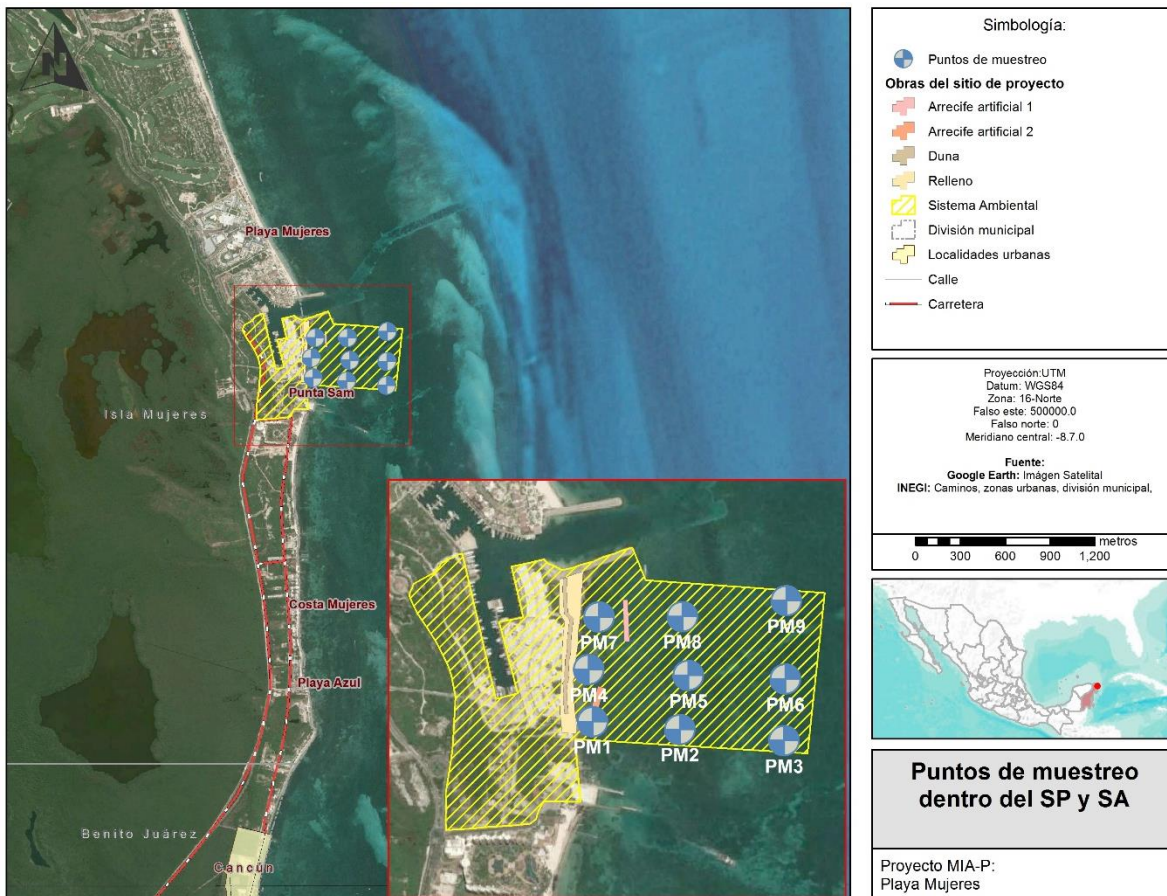 N
Playa Mujeres
Punta Sam
Isla Mujeres
Costa Mujeres
Playa Azul
Benito Juárez
Cancún
PM7
PM8
PM9
PM4
PM5
PM6
PM1
PM2
PM3
Simbología:
Puntos de muestreo
Obras del sitio de proyecto
Arrecife artificial 1
Arrecife artificial 2
Duna
Relleno
Sistema Ambiental
División municipal
Localidades urbanas
Calle
Carretera
Proyección:UTM
Datum: WGS84
Zona: 16-Norte
Falso este: 500000.0
Falso norte: 0
Meridiano central: -8.7.0
Fuente:
Google Earth: Imágen Satelital
INEGI: Caminos, zonas urbanas, división municipal,
metros
0 300 600 900 1,200
Puntos de muestreo
dentro del SP y SA
Proyecto MIA-P:
Playa Mujeres